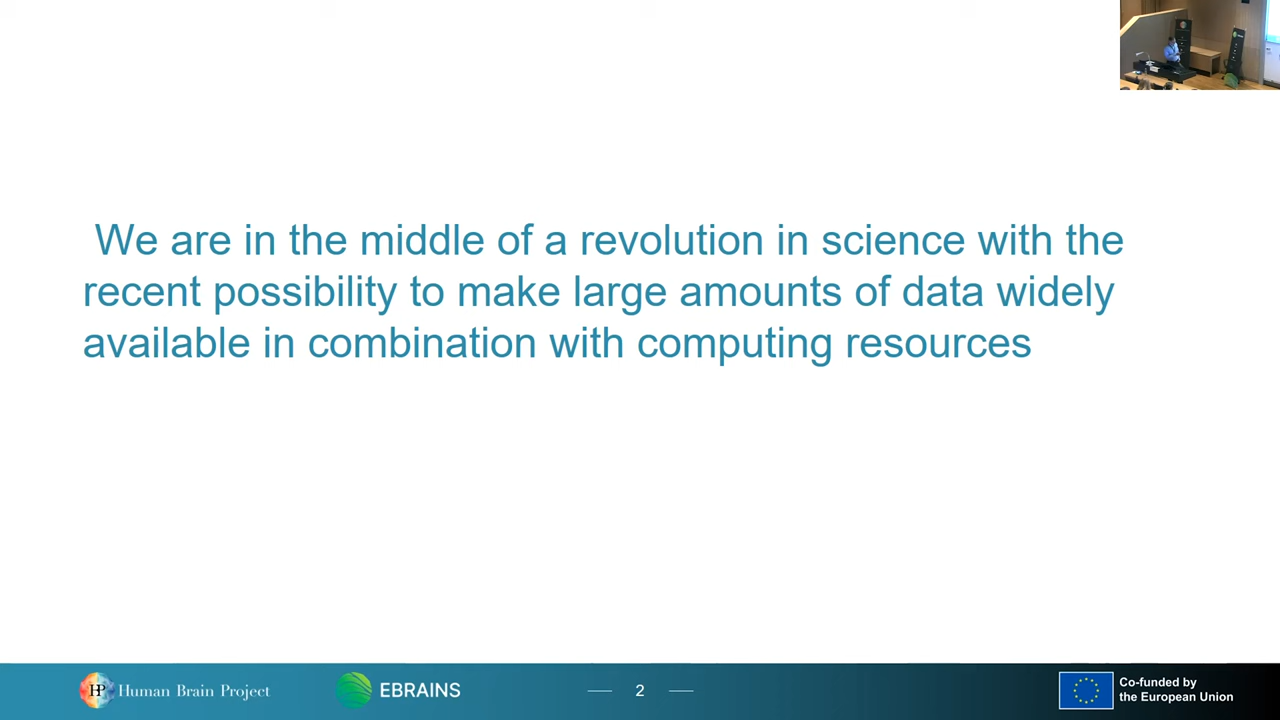 We are in the middle of a revolution in science with the
recent possibility to make large amounts of data widely
available in combination with computing resources
HP Human Brain Project
EBRAINS
2
Co-funded by
the European Union